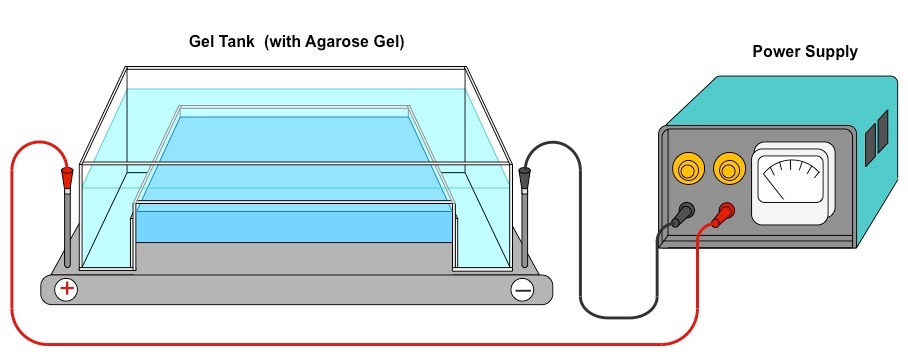 Gel Tank (with Agarose Gel)
Power Supply
+
−